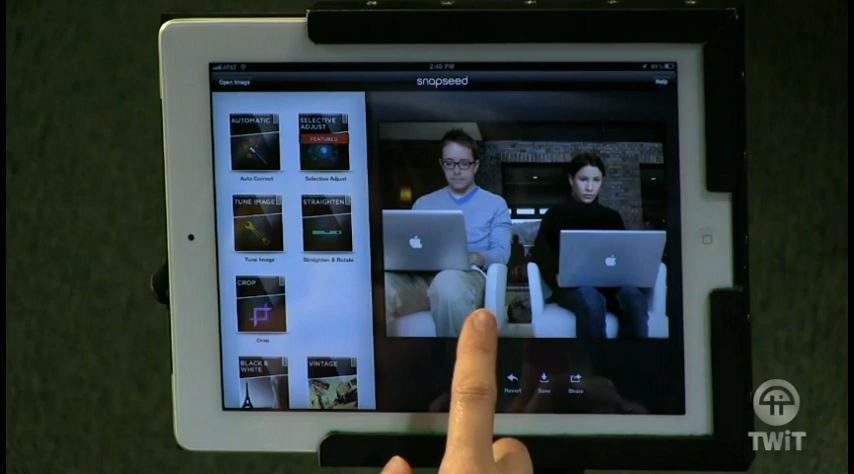 AT&T
2:40 PM
49%
Open Image
snapseed
Help
AUTOMATIC
SELECTIVE
ADJUST
FEATURED
Auto Correct
Selective Adjust
TUNE IMAGE
STRAIGHTEN
Tune Image
Straighten & Rotate
CROP
Crop
BLACK &
WHITE
VINTAGE
Revert
Save
Share
TWiT